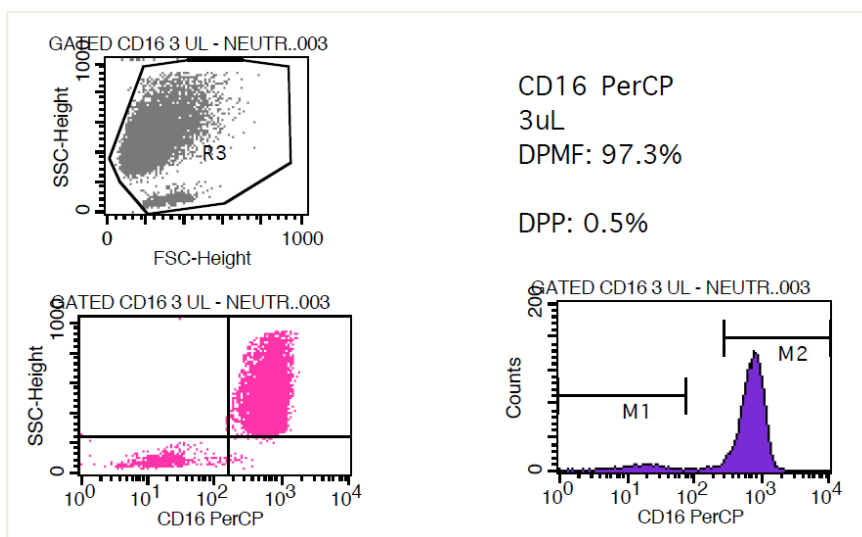 GATED CD16 3 UL - NEUTR..003
1000
SSC-Height
R3
0
0 1000
FSC-Height
CD16 PerCP
3uL
DPMF: 97.3%
DPP: 0.5%
GATED CD16 3 UL - NEUTR..003
1000
SSC-Height
0
10^0 10^1 10^2 10^3 10^4
CD16 PerCP
GATED CD16 3 UL - NEUTR..003
200
Counts
M2
M1
0
10^0 10^1 10^2 10^3 10^4
CD16 PerCP